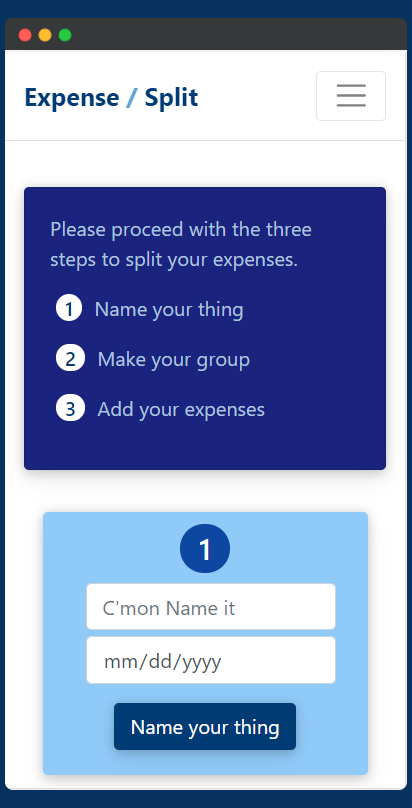 Expense / Split
Please proceed with the three
steps to split your expenses.
1 Name your thing
2 Make your group
3 Add your expenses
1
C'mon Name it
mm/dd/yyyy
Name your thing